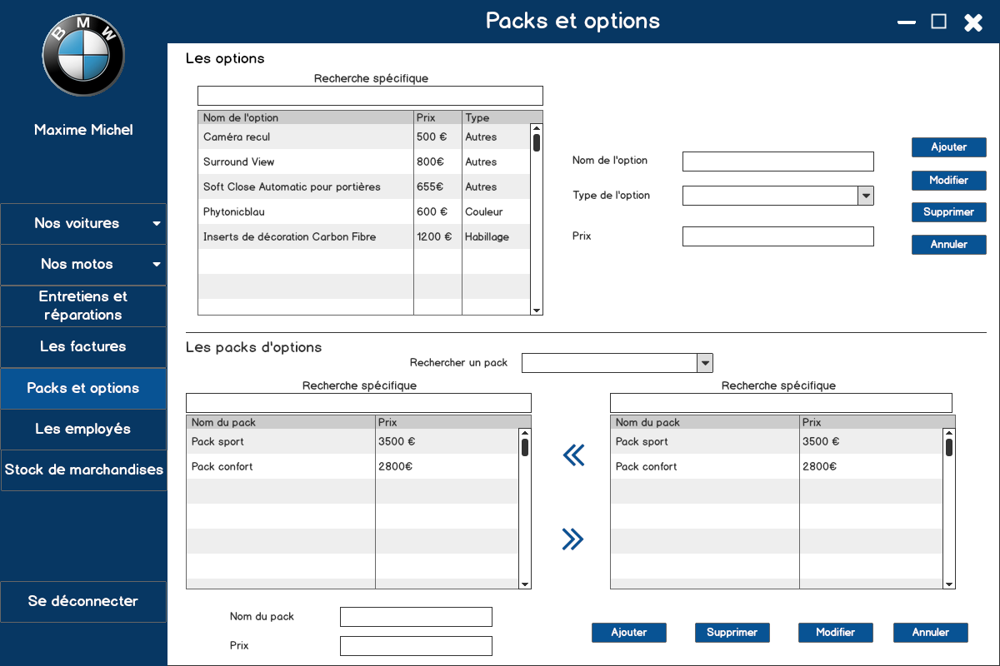 Packs et options
BMW
Maxime Michel
Nos voitures
Nos motos
Entretiens et
réparations
Les factures
Packs et options
Les employés
Stock de marchandises
Se déconnecter
Les options
Recherche spécifique
Nom de l'option Prix Type
Caméra recul 500 € Autres
Surround View 800€ Autres
Soft Close Automatic pour portières 655€ Autres
Phytonicblau 600 € Couleur
Inserts de décoration Carbon Fibre 1200 € Habillage
Nom de l'option
Type de l'option
Prix
Ajouter
Modifier
Supprimer
Annuler
Les packs d'options
Rechercher un pack
Recherche spécifique
Nom du pack Prix
Pack sport 3500 €
Pack confort 2800€
Recherche spécifique
Nom du pack Prix
Pack sport 3500 €
Pack confort 2800€
Nom du pack
Prix
Ajouter Supprimer Modifier Annuler